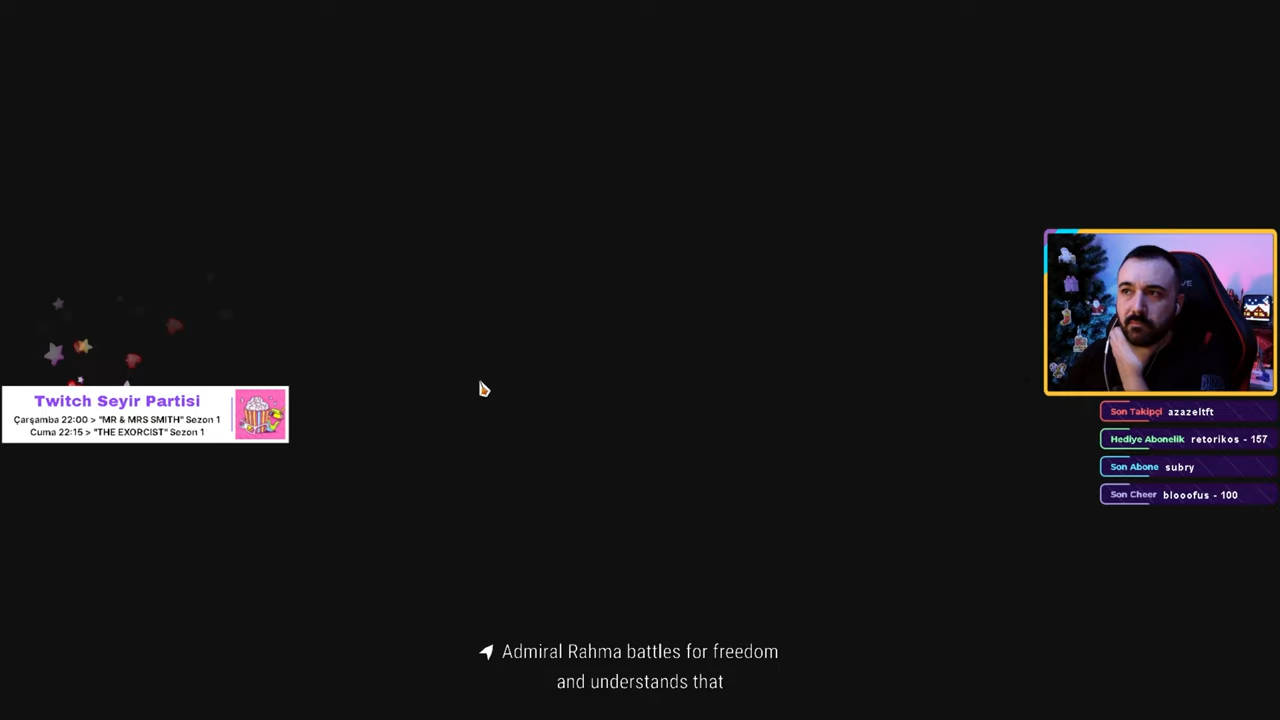 Twitch Seyir Partisi
Çarşamba 22:00 > "MR & MRS SMITH" Sezon 1
Cuma 22:15 > "THE EXORCIST" Sezon 1
Son Takipçi azazeltft
Hediye Abonelik retorikos - 157
Son Abone subry
Son Cheer blooofus - 100
Admiral Rahma battles for freedom
and understands that